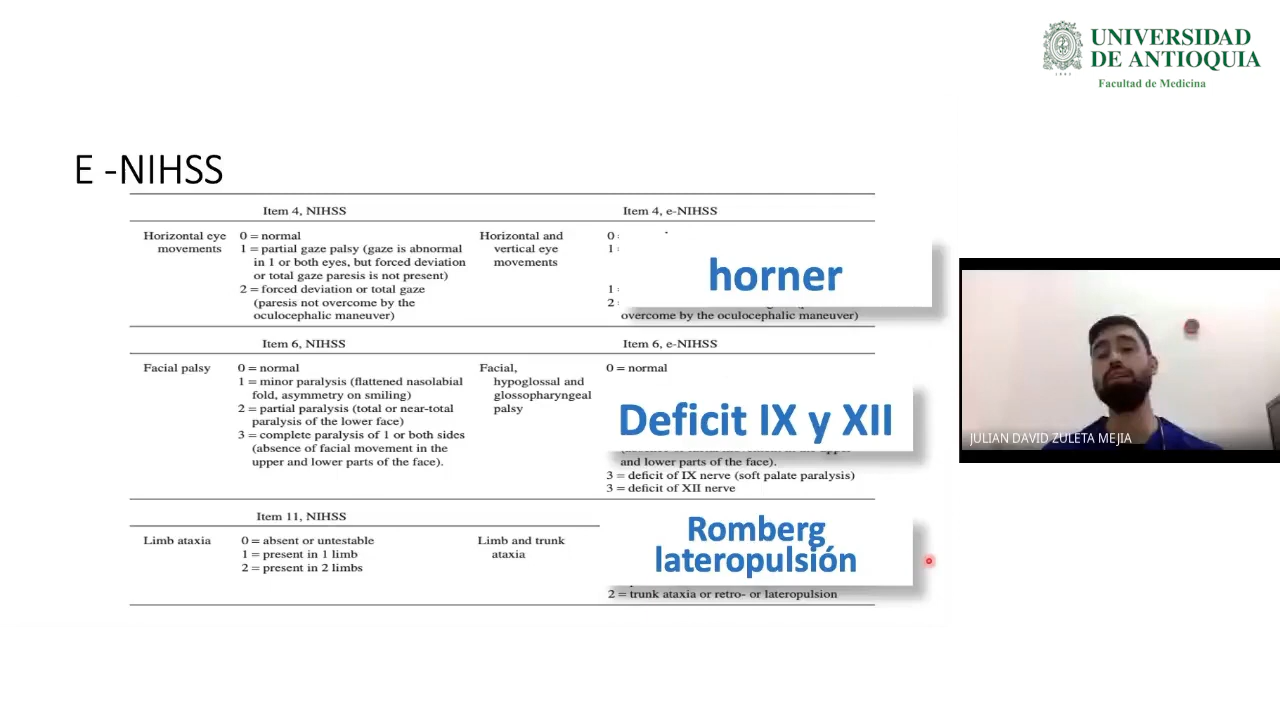 UNIVERSIDAD
DE ANTIOQUIA
1803
Facultad de Medicina
E -NIHSS
Item 4, NIHSS
Item 4, e-NIHSS
Horizontal eye
movements
0 = normal
1 = partial gaze palsy (gaze is abnormal
in 1 or both eyes, but forced deviation
or total gaze paresis is not present)
2 = forced deviation or total gaze
(paresis not overcome by the
oculocephalic maneuver)
Horizontal and
vertical eye
movements
0
1
1
2
horner
overcome by the oculocephalic maneuver)
Item 6, NIHSS
Item 6, e-NIHSS
Facial palsy
0 = normal
1 = minor paralysis (flattened nasolabial
fold, asymmetry on smiling)
2 = partial paralysis (total or near-total
paralysis of the lower face)
3 = complete paralysis of 1 or both sides
(absence of facial movement in the
upper and lower parts of the face).
Facial,
hypoglossal and
glossopharyngeal
palsy
0 = normal
Deficit IX y XII
and lower parts of the face).
3 = deficit of IX nerve (soft palate paralysis)
3 = deficit of XII nerve
Item 11, NIHSS
Limb ataxia
0 = absent or untestable
1 = present in 1 limb
2 = present in 2 limbs
Limb and trunk
ataxia
Romberg
lateropulsión
2 = trunk ataxia or retro- or lateropulsion
JULIAN DAVID ZULETA MEJIA